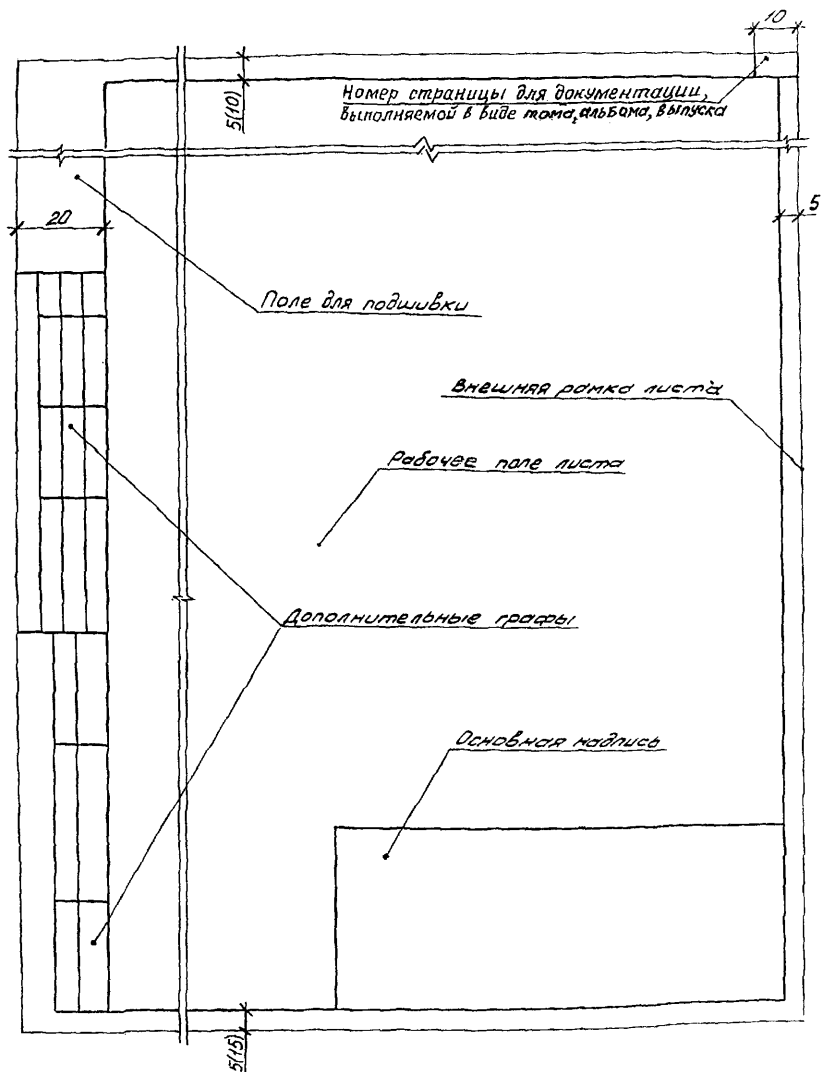 10
5(10)
Номер страницы для документации,
выполняемой в виде тома, альбома, выпуска
20
5
Поле для подшивки
Внешняя рамка листа
Рабочее поле листа
Дополнительные графы
Основная надпись
5(15)